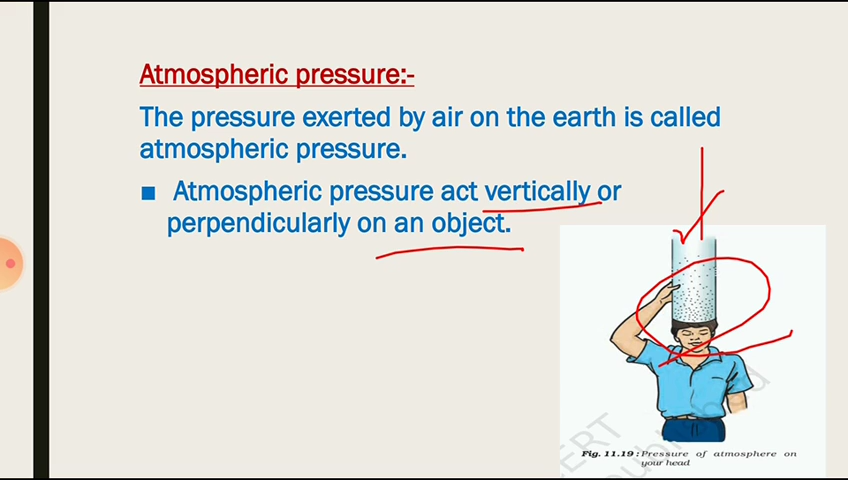 Atmospheric pressure:-
The pressure exerted by air on the earth is called
atmospheric pressure.
■ Atmospheric pressure act vertically or
perpendicularly on an object.
Fig. 11.19 : Pressure of atmosphere on
your head